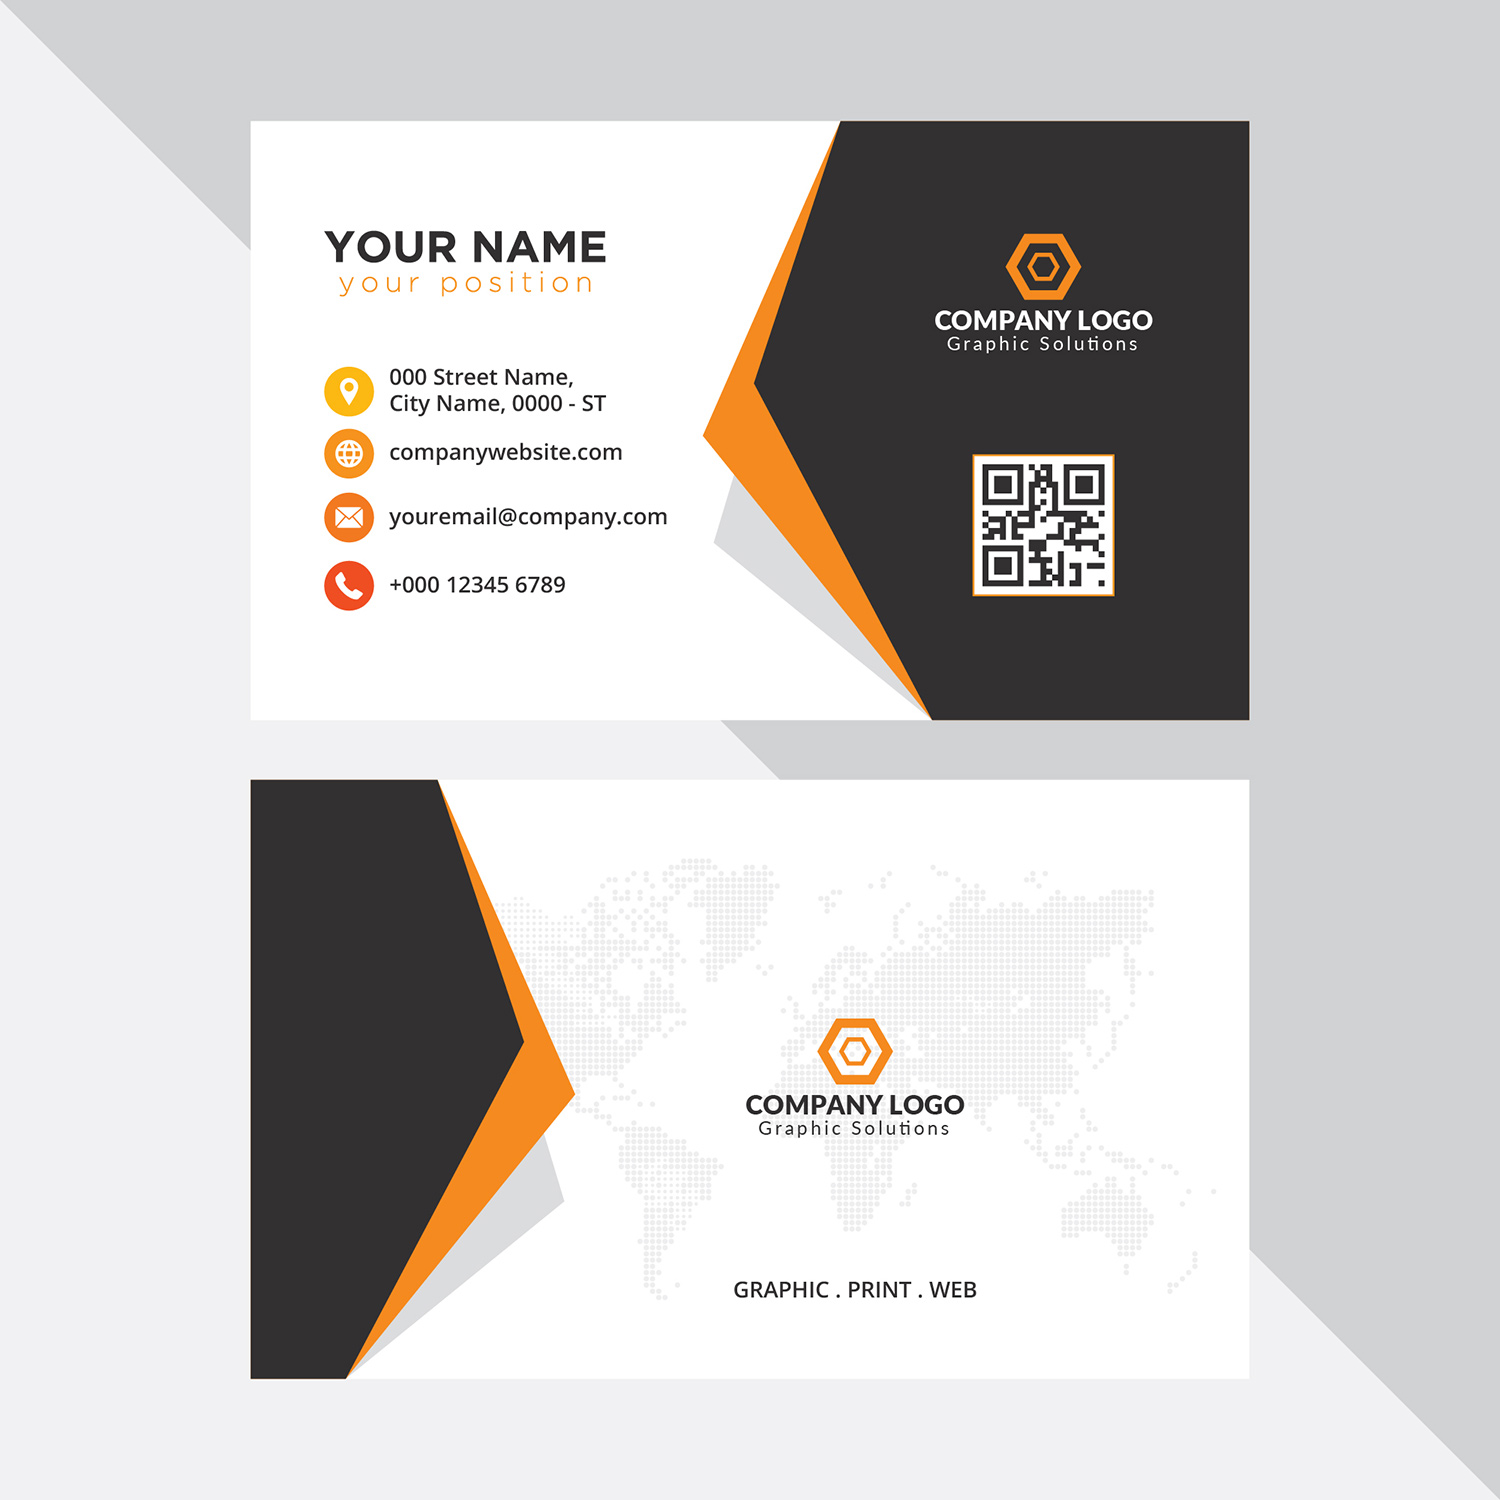 YOUR NAME
your position
000 Street Name,
City Name, 0000 - ST
companywebsite.com
youremail@company.com
+000 12345 6789
COMPANY LOGO
Graphic Solutions
COMPANY LOGO
Graphic Solutions
GRAPHIC . PRINT . WEB